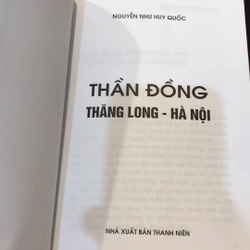 NGUYỄN NHƯ HUY QUỐC
THẦN ĐỒNG
THĂNG LONG - HÀ NỘI
NHÀ XUẤT BẢN THANH NIÊN